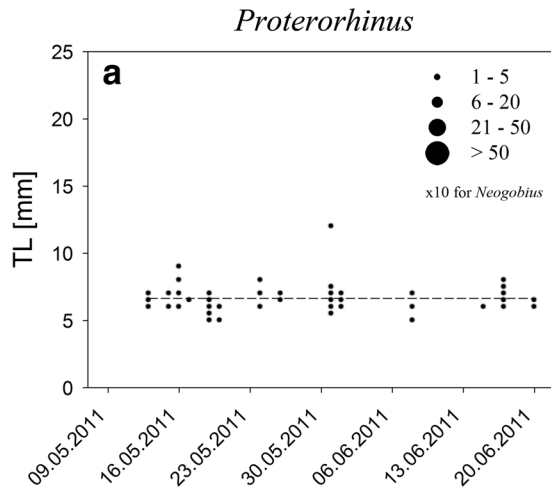 Proterorhinus
a
1 - 5
6 - 20
21 - 50
> 50
x10 for Neogobius
TL [mm]
25
20
15
10
5
0
09.05.2011
16.05.2011
23.05.2011
30.05.2011
06.06.2011
13.06.2011
20.06.2011